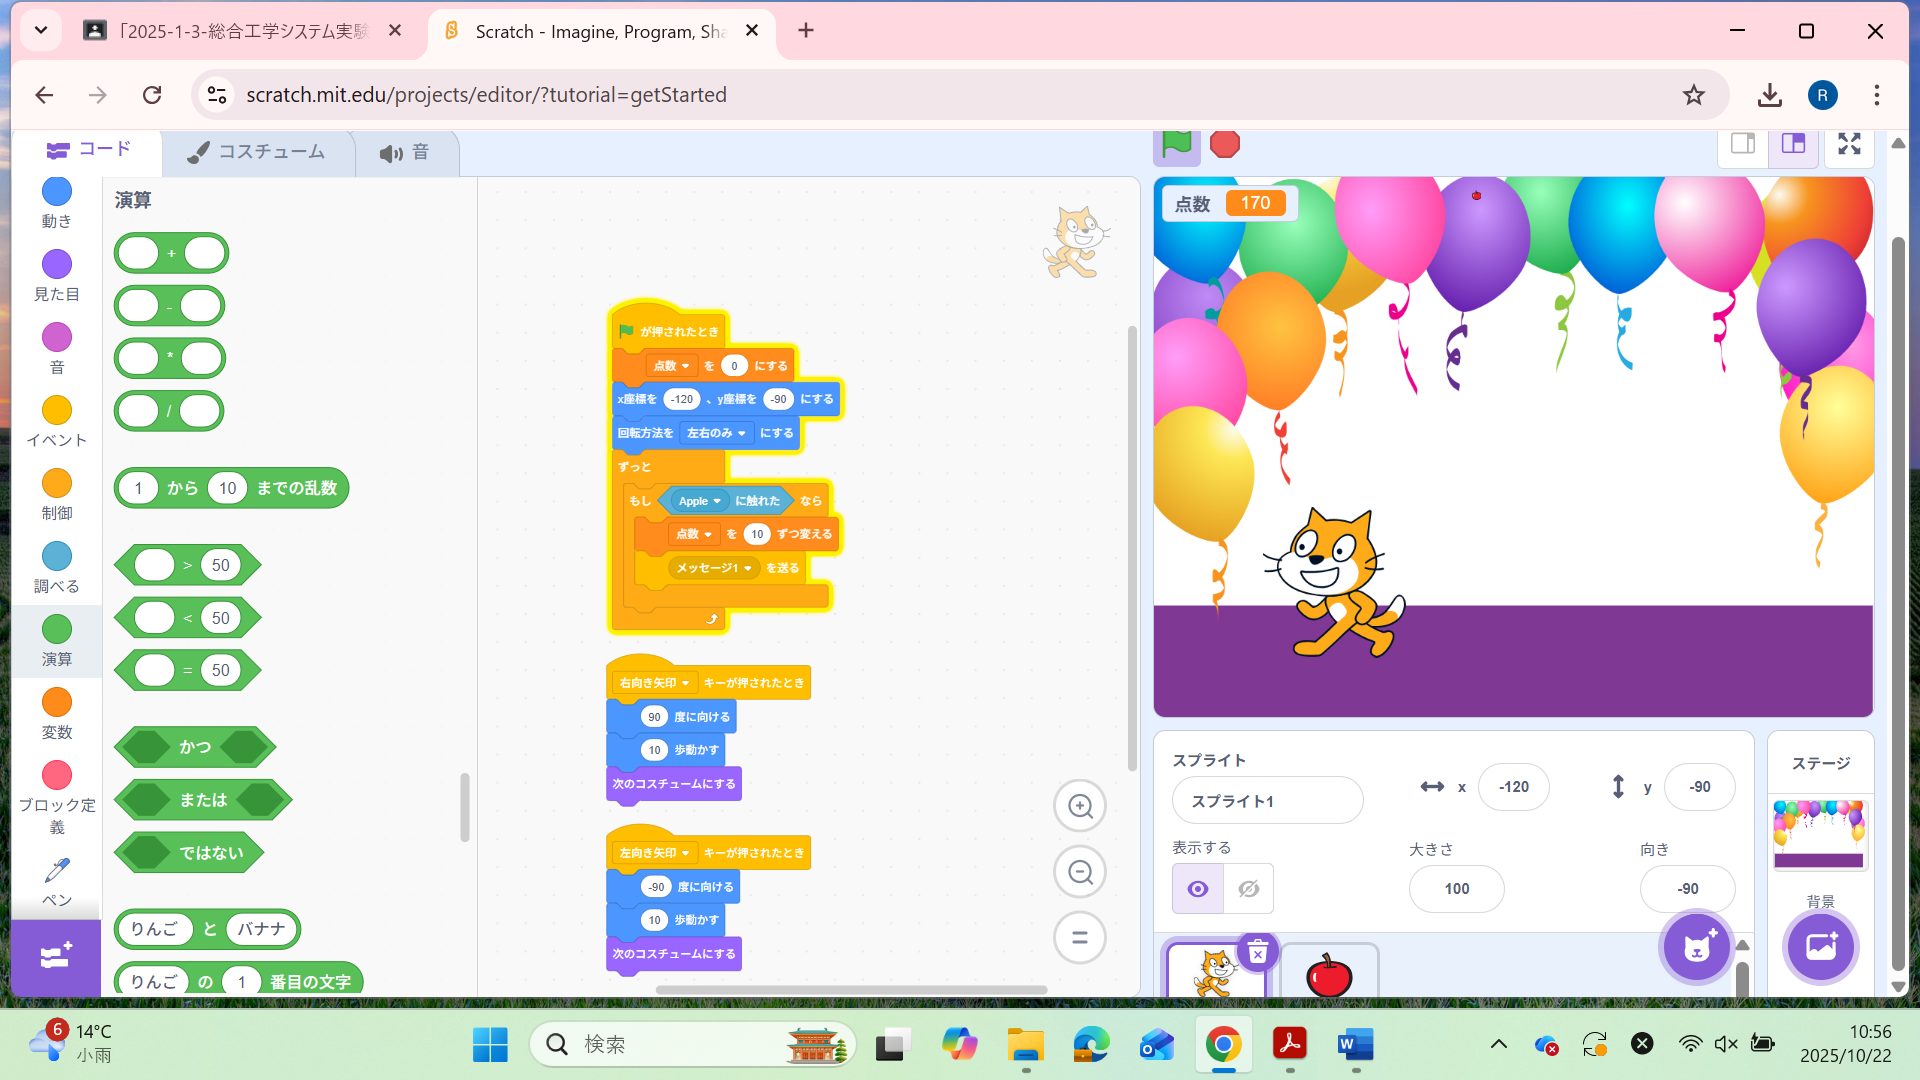 「2025-1-3-総合工学システム実験
Scratch - Imagine, Program, Sha
scratch.mit.edu/projects/editor/?tutorial=getStarted
R
コード
コスチューム
音
動き
見た目
音
イベント
制御
調べる
演算
変数
ブロック定義
ペン
演算
+
-
*
/
1 から 10 までの乱数
> 50
< 50
= 50
かつ
または
ではない
りんご と バナナ
りんご の 1 番目の文字
が押されたとき
点数 を 0 にする
x座標を -120 、y座標を -90 にする
回転方法を 左右のみ にする
ずっと
もし Apple に触れた なら
点数 を 10 ずつ変える
メッセージ1 を送る
右向き矢印 キーが押されたとき
90 度に向ける
10 歩動かす
次のコスチュームにする
左向き矢印 キーが押されたとき
-90 度に向ける
10 歩動かす
次のコスチュームにする
点数 170
スプライト
スプライト1
x -120
y -90
表示する
大きさ
100
向き
-90
ステージ
背景
6
14°C
小雨
検索
10:56
2025/10/22